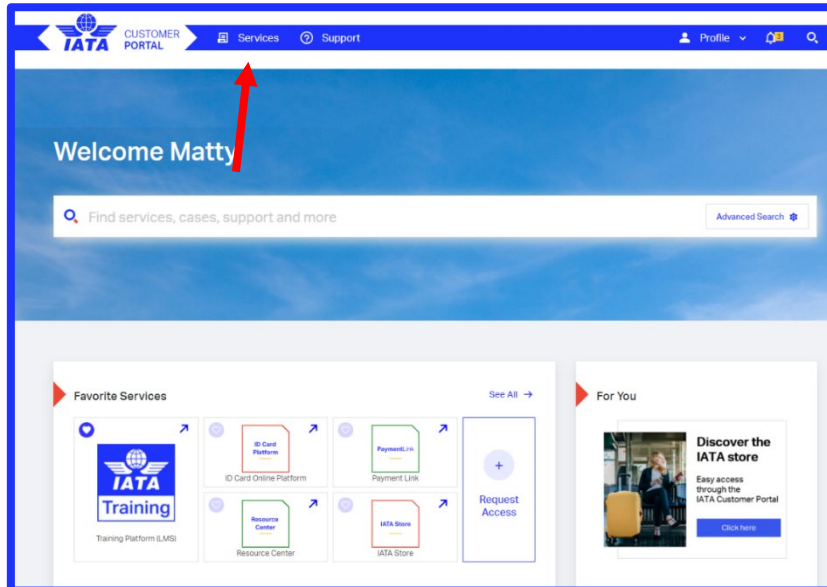 IATA
CUSTOMER
PORTAL
Services
Support
Profile
2
Welcome Matty
Find services, cases, support and more
Advanced Search
Favorite Services
See All →
IATA
Training
Training Platform (LMS)
ID Card
Platform
ID Card Online Platform
PaymentLink
Payment Link
Resource
Center
Resource Center
IATA Store
IATA Store
+
Request
Access
For You
Discover the
IATA store
Easy access
through the
IATA Customer Portal
Click here